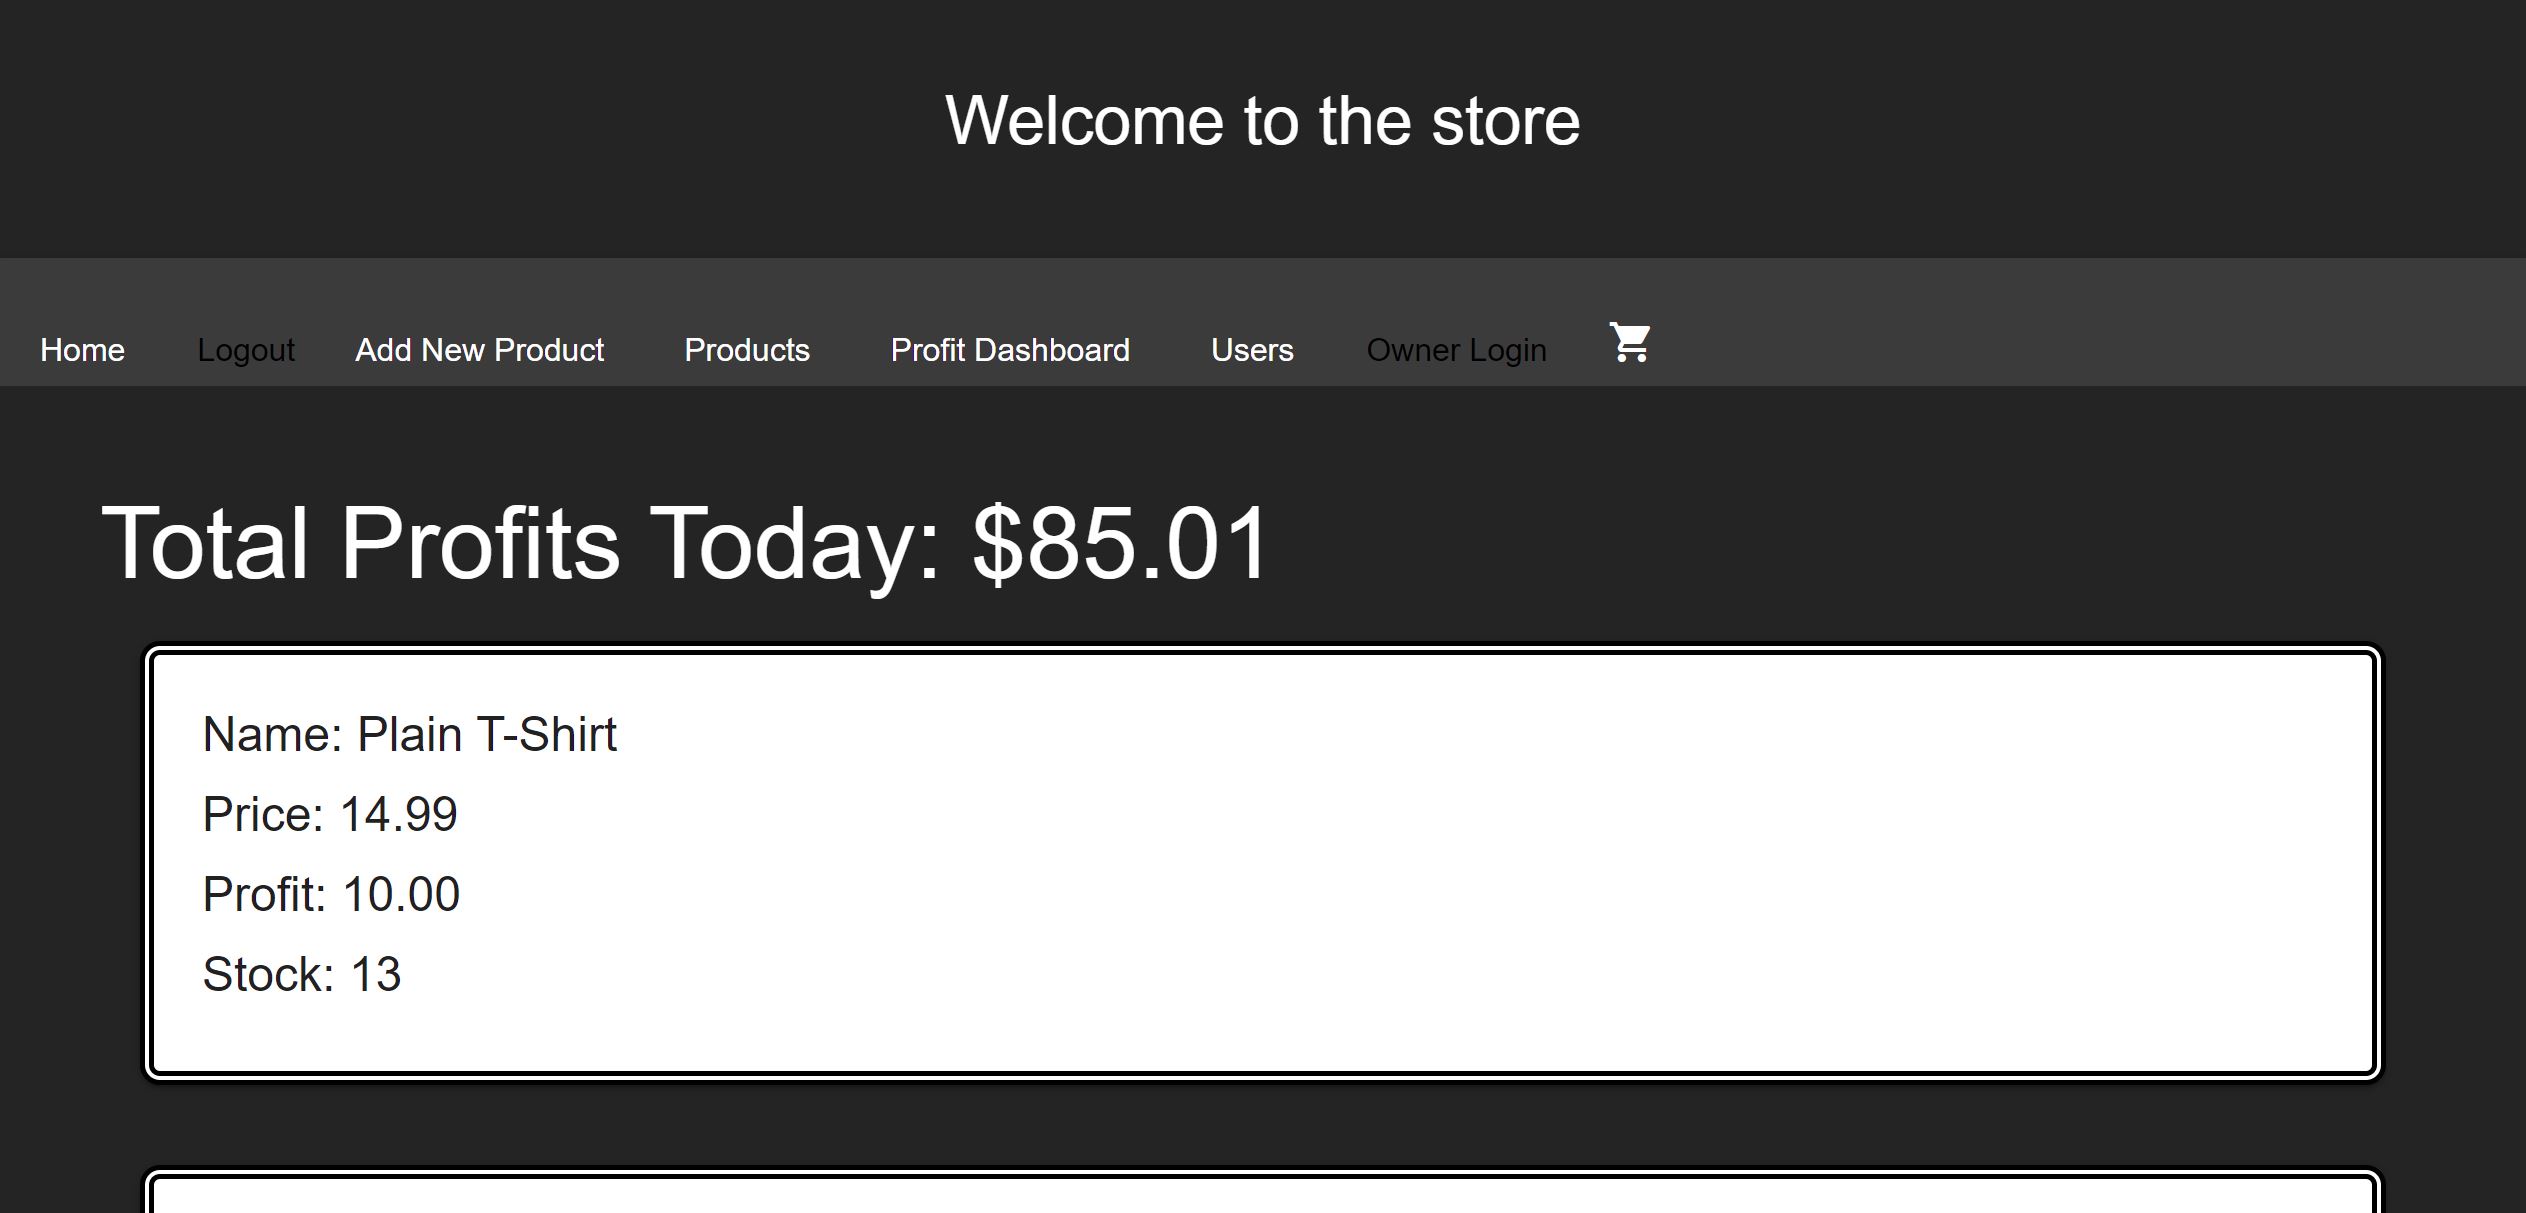 Welcome to the store
Home Logout Add New Product Products Profit Dashboard Users Owner Login
Total Profits Today: $85.01
Name: Plain T-Shirt
Price: 14.99
Profit: 10.00
Stock: 13